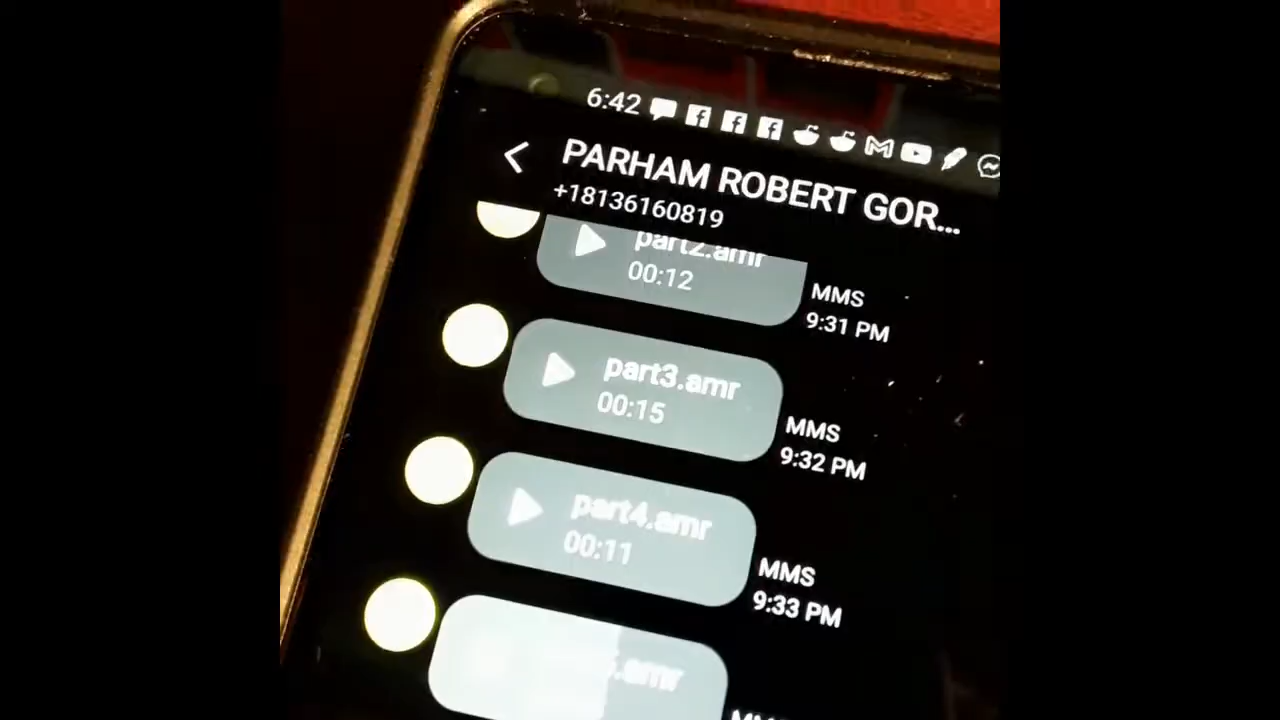 6:42
PARHAM ROBERT GOR...
+18136160819
part2.amr
00:12
MMS
9:31 PM
part3.amr
00:15
MMS
9:32 PM
part4.amr
00:11
MMS
9:33 PM
.amr